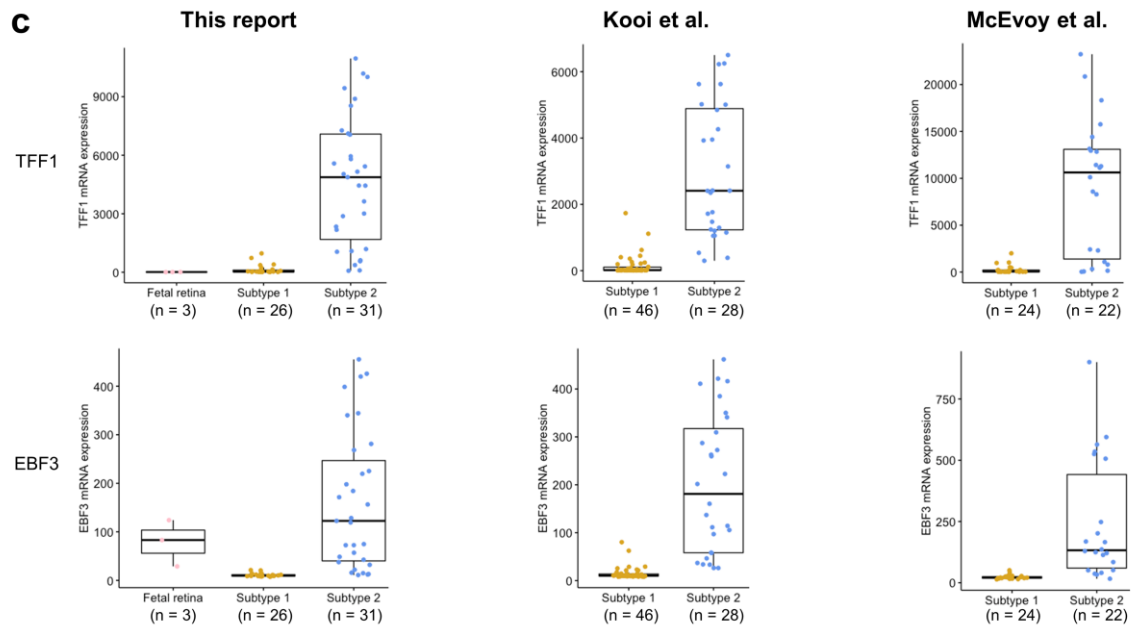 c
This report
Kooi et al.
McEvoy et al.
TFF1
TFF1 mRNA expression
9000
6000
3000
0
Fetal retina
Subtype 1
Subtype 2
(n = 3)
(n = 26)
(n = 31)
TFF1 mRNA expression
6000
4000
2000
0
Subtype 1
Subtype 2
(n = 46)
(n = 28)
TFF1 mRNA expression
20000
15000
10000
5000
0
Subtype 1
Subtype 2
(n = 24)
(n = 22)
EBF3
EBF3 mRNA expression
400
300
200
100
0
Fetal retina
Subtype 1
Subtype 2
(n = 3)
(n = 26)
(n = 31)
EBF3 mRNA expression
400
300
200
100
0
Subtype 1
Subtype 2
(n = 46)
(n = 28)
EBF3 mRNA expression
750
500
250
0
Subtype 1
Subtype 2
(n = 24)
(n = 22)